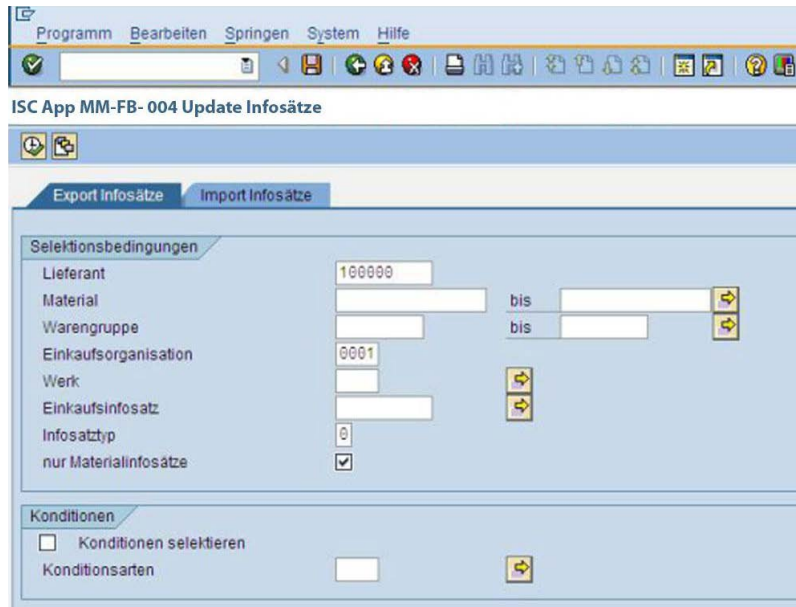 Programm Bearbeiten Springen System Hilfe
ISC App MM-FB- 004 Update Infosätze
Export Infosätze Import Infosätze
Selektionsbedingungen
Lieferant 100000
Material bis
Warengruppe bis
Einkaufsorganisation 0001
Werk
Einkaufsinfosatz
Infosatztyp 0
nur Materialinfosätze
Konditionen
Konditionen selektieren
Konditionsarten